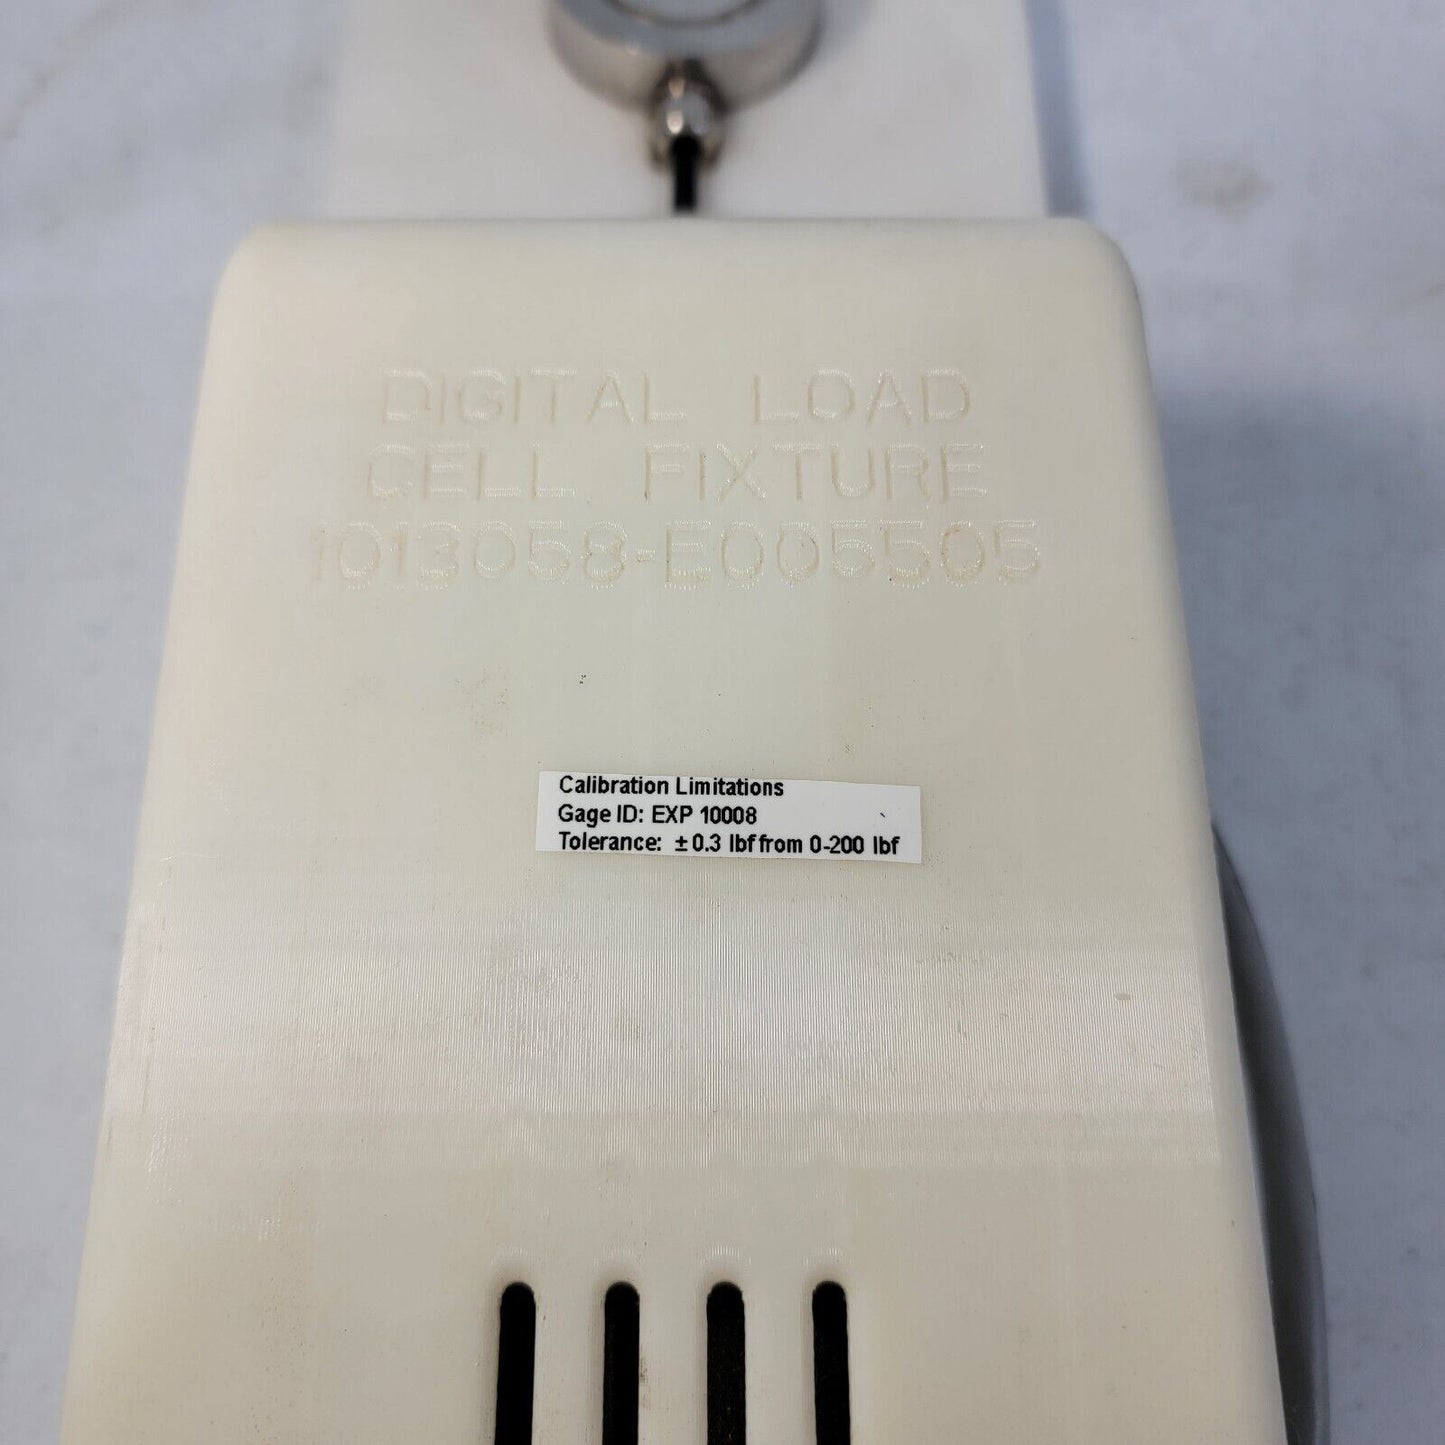 DIGITAL LOAD
CELL FIXTURE
1013058-E005505
Calibration Limitations
Gage ID: EXP 10008
Tolerance: ± 0.3 lbf from 0-200 lbf